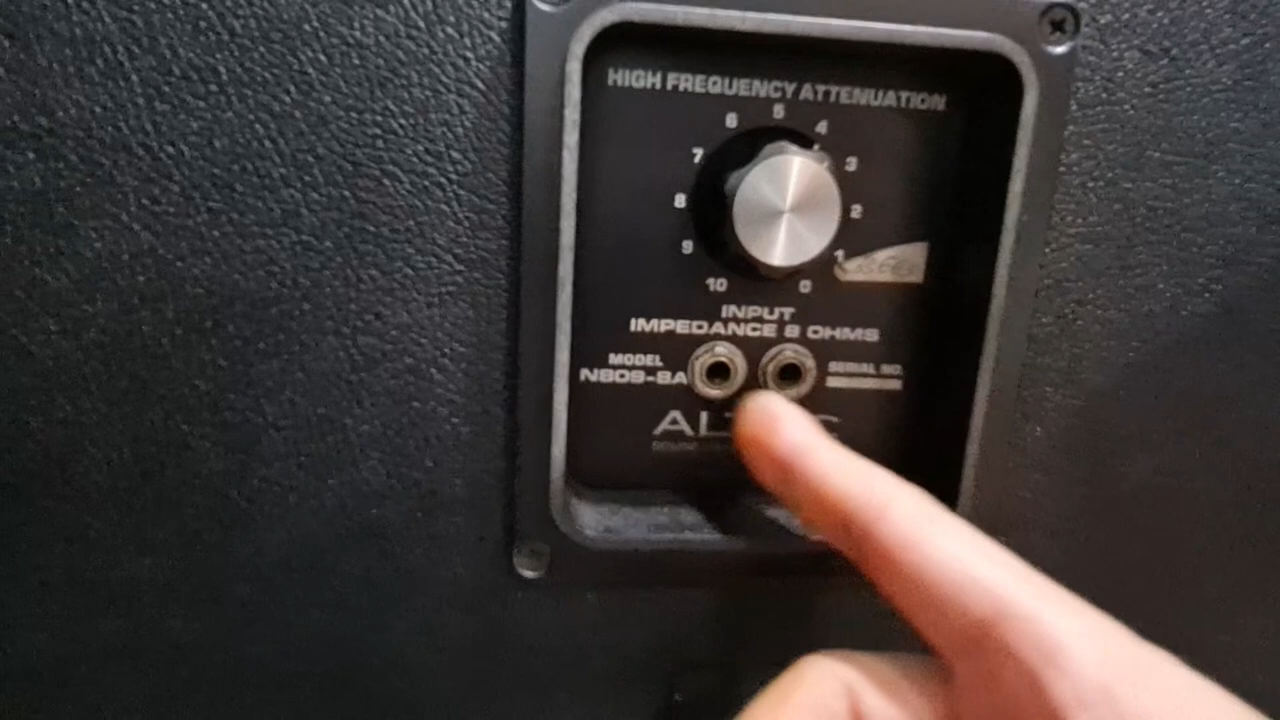 HIGH FREQUENCY ATTENUATION
5
6 4
7 3
8 2
9 1
10 0
INPUT
IMPEDANCE 8 OHMS
MODEL
N809-8A
SERIAL NO.